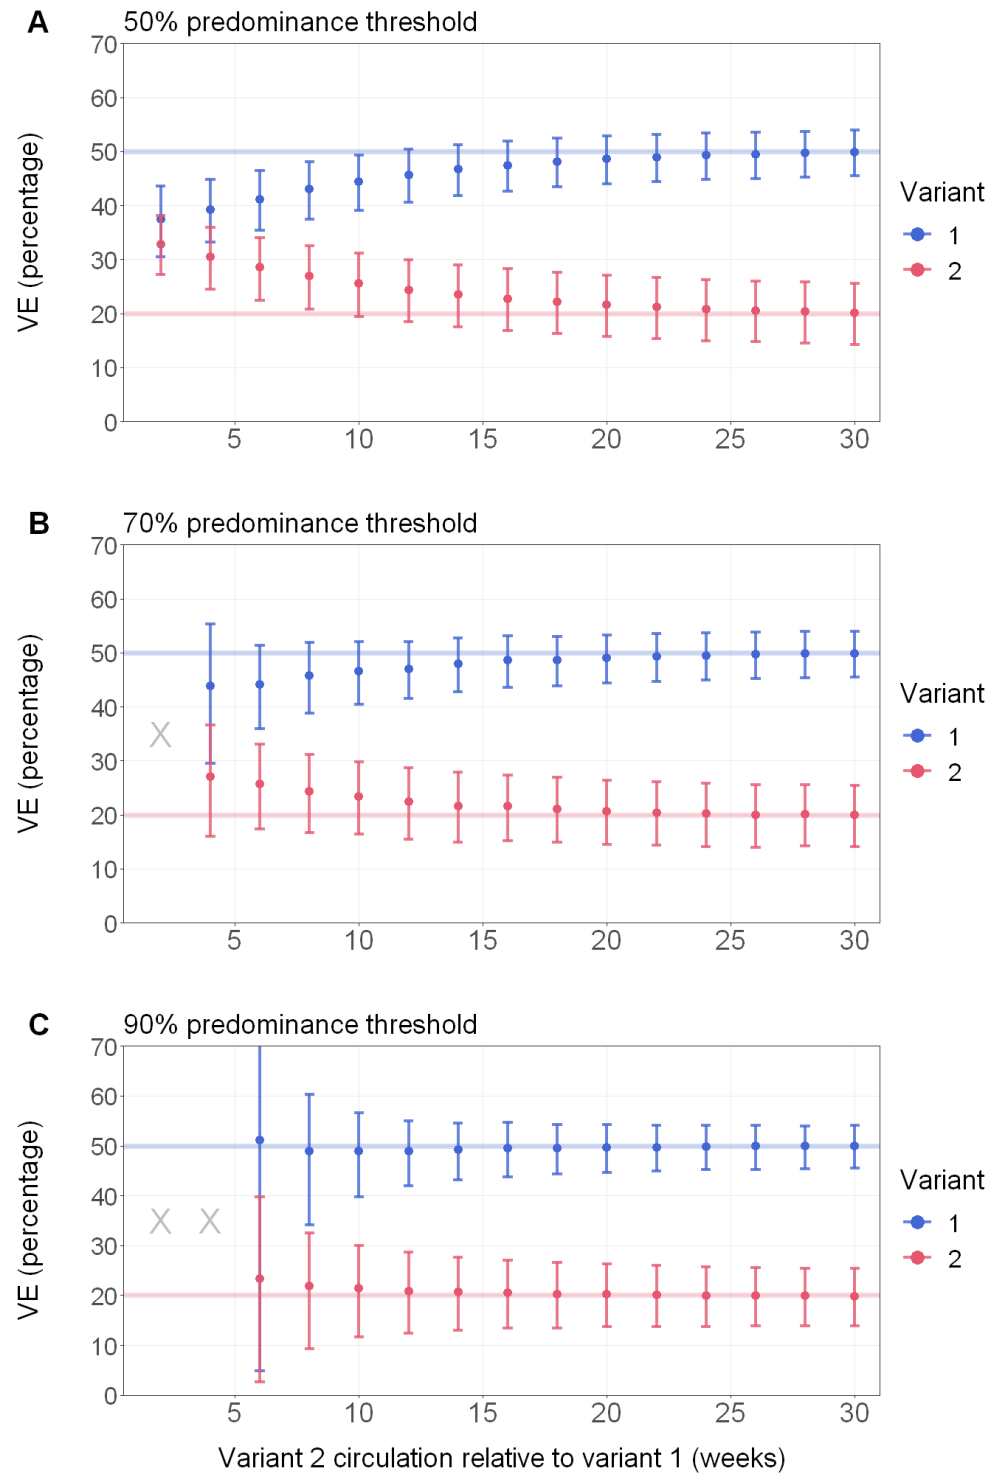 A
50% predominance threshold
70
60
50
40
30
20
10
0
VE (percentage)
5 10 15 20 25 30
Variant
1
2
B
70% predominance threshold
70
60
50
40
30
20
10
0
VE (percentage)
X
5 10 15 20 25 30
Variant
1
2
C
90% predominance threshold
70
60
50
40
30
20
10
0
VE (percentage)
X X
5 10 15 20 25 30
Variant
1
2
Variant 2 circulation relative to variant 1 (weeks)